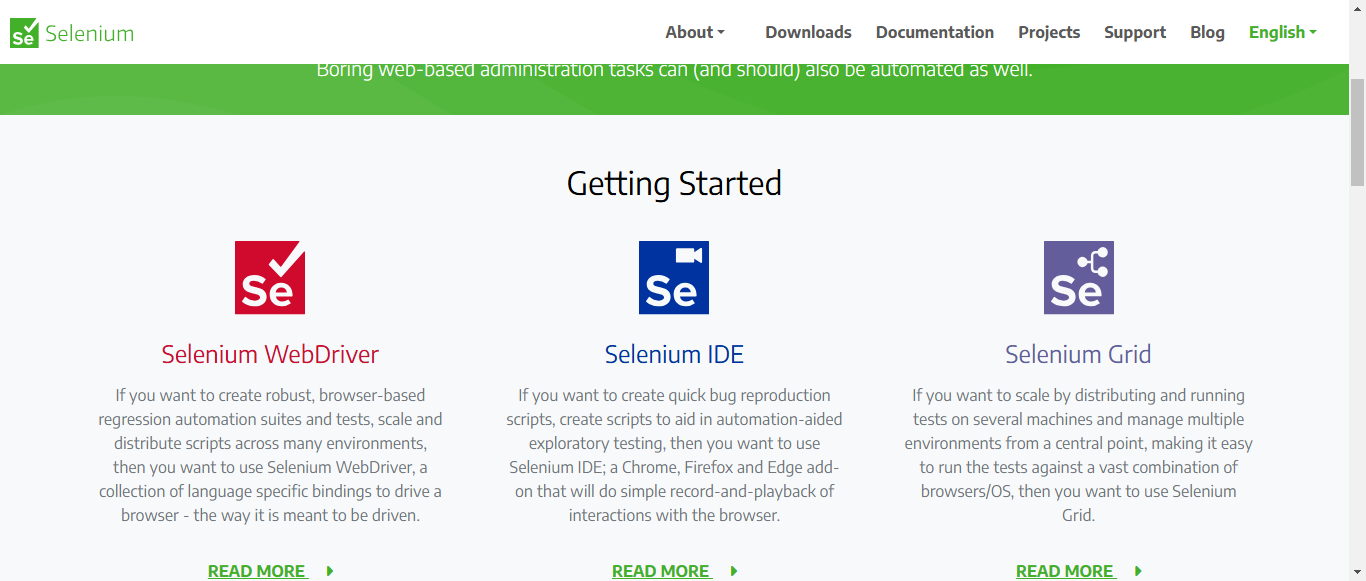 Se Selenium
About Downloads Documentation Projects Support Blog English
Boring web-based administration tasks can (and should) also be automated as well.
Getting Started
Se
Selenium WebDriver
If you want to create robust, browser-based
regression automation suites and tests, scale and
distribute scripts across many environments,
then you want to use Selenium WebDriver, a
collection of language specific bindings to drive a
browser - the way it is meant to be driven.
READ MORE
Se
Selenium IDE
If you want to create quick bug reproduction
scripts, create scripts to aid in automation-aided
exploratory testing, then you want to use
Selenium IDE; a Chrome, Firefox and Edge add-
on that will do simple record-and-playback of
interactions with the browser.
READ MORE
Se
Selenium Grid
If you want to scale by distributing and running
tests on several machines and manage multiple
environments from a central point, making it easy
to run the tests against a vast combination of
browsers/OS, then you want to use Selenium
Grid.
READ MORE